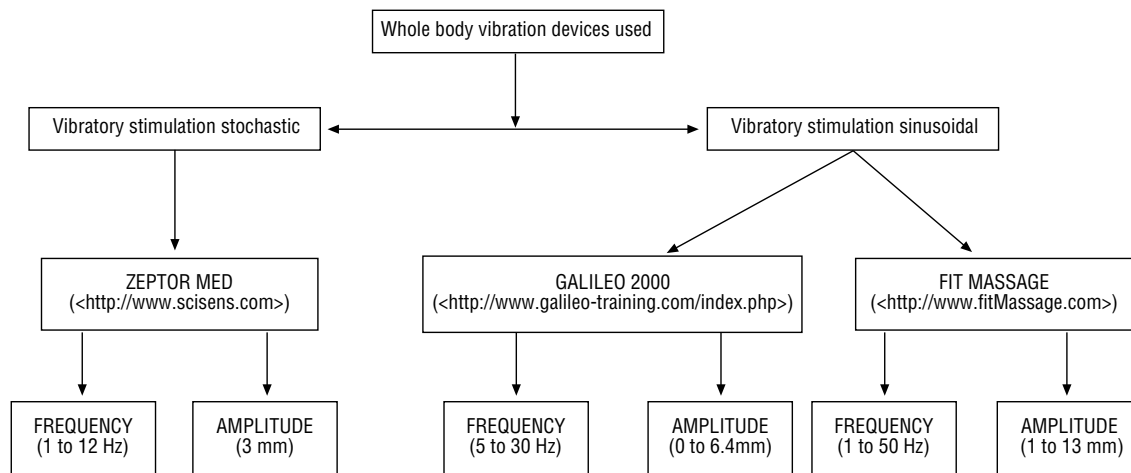 Whole body vibration devices used
Vibratory stimulation stochastic
Vibratory stimulation sinusoidal
ZEPTOR MED
(<http://www.scisens.com>)
GALILEO 2000
(<http://www.galileo-training.com/index.php>)
FIT MASSAGE
(<http://www.fitMassage.com>)
FREQUENCY
(1 to 12 Hz)
AMPLITUDE
(3 mm)
FREQUENCY
(5 to 30 Hz)
AMPLITUDE
(0 to 6.4mm)
FREQUENCY
(1 to 50 Hz)
AMPLITUDE
(1 to 13 mm)